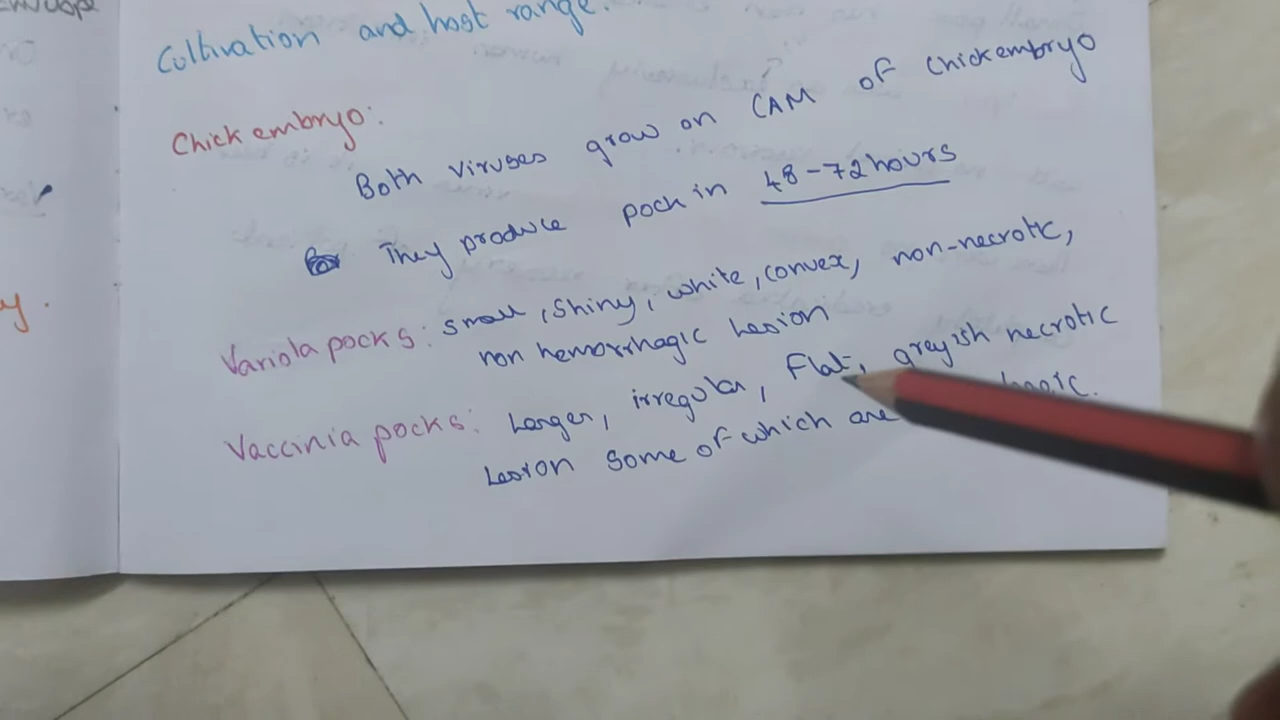 Cultivation and host range.
Chick embryo:
Both viruses grow on CAM of Chick embryo
They produce pock in 48-72 hours
Variola pocks: small, Shiny, white, convex, non-necrotic,
non hemorrhagic Lesion
Vaccinia pocks: Larger, irregular, Flat, greyish necrotic
Lesion Some of which are
y.